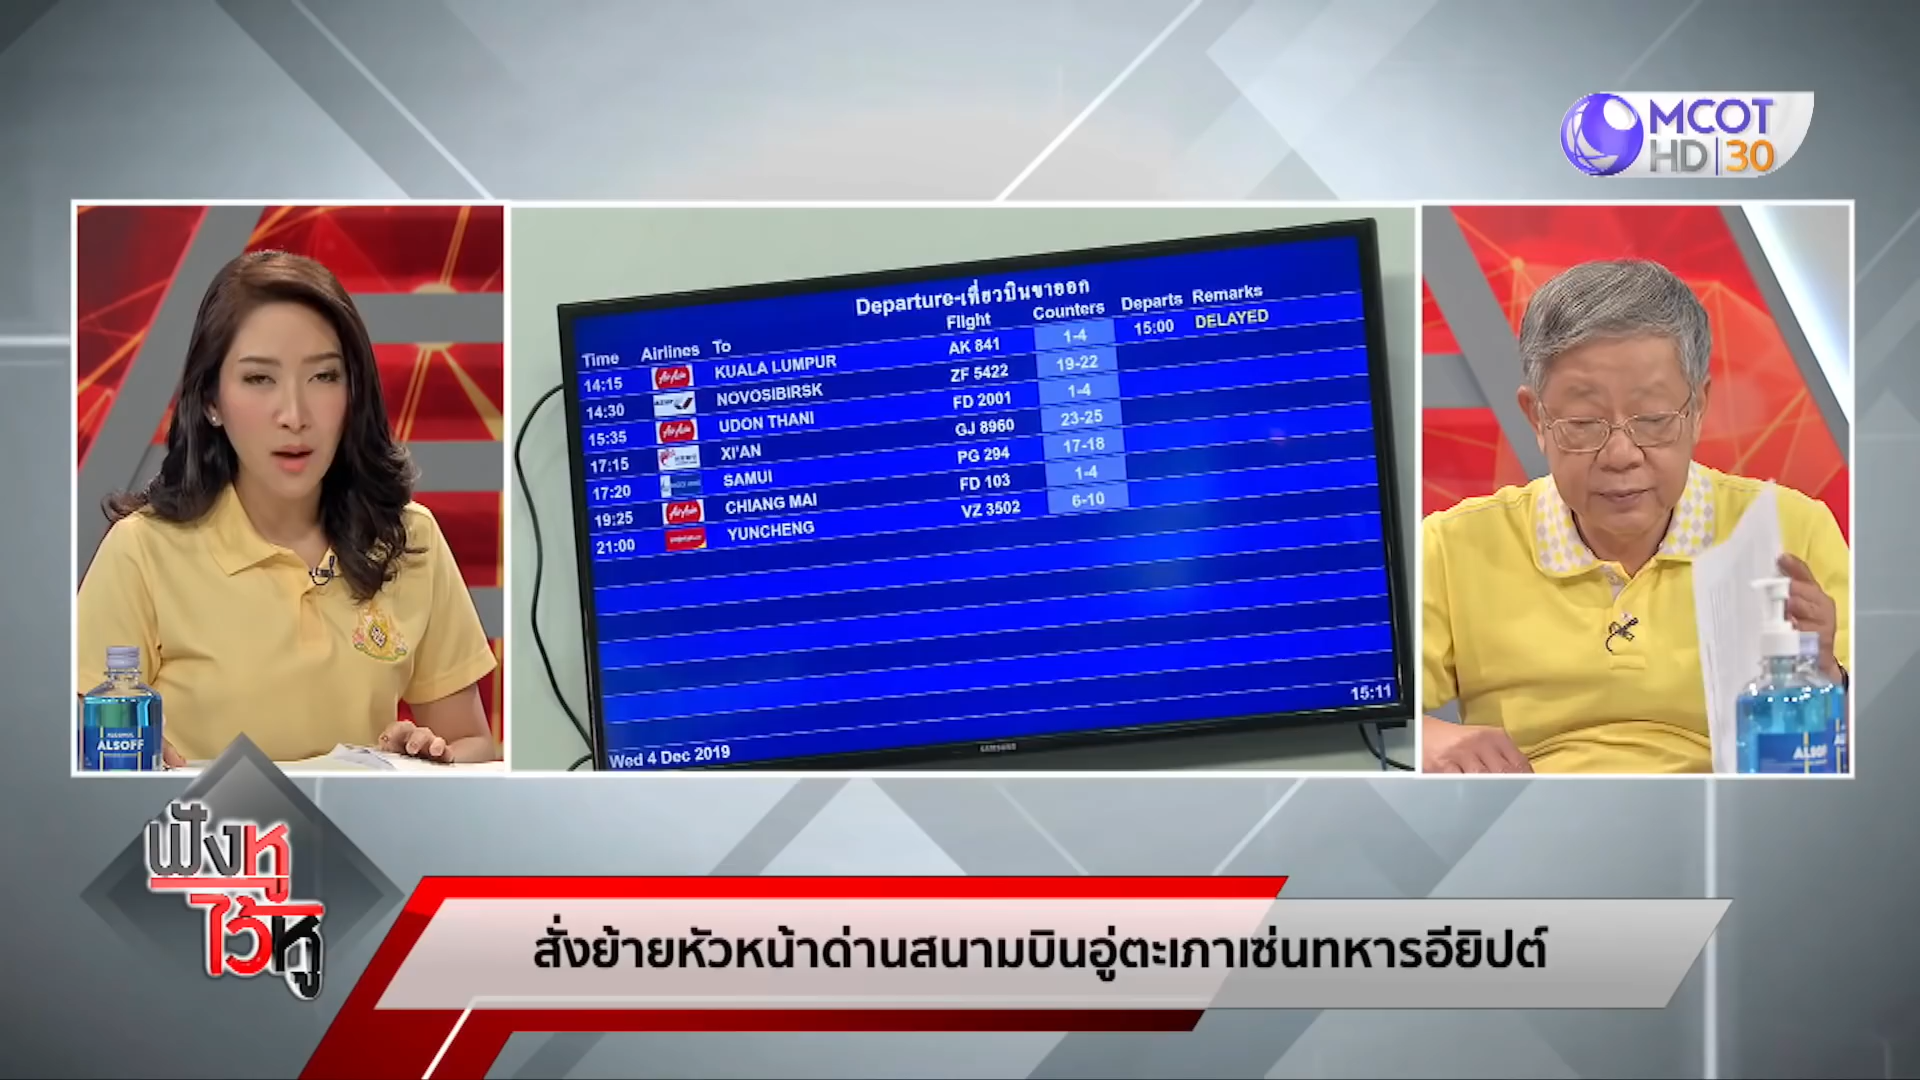 MCOT
HD 30
Departure-เที่ยวบินขาออก
Time Airlines To Flight Counters Departs Remarks
14:15 AirAsia KUALA LUMPUR AK 841 1-4 15:00 DELAYED
14:30 NOVOSIBIRSK ZF 5422 19-22
15:35 AirAsia UDON THANI FD 2001 1-4
17:15 XI'AN GJ 8960 23-25
17:20 SAMUI PG 294 17-18
19:25 AirAsia CHIANG MAI FD 103 1-4
21:00 YUNCHENG VZ 3502 6-10
15:11
Wed 4 Dec 2019
SAMSUNG
ALCOHOL
ALSOFF
ALSOF
ฟังหู
ไว้หู
สั่งย้ายหัวหน้าด่านสนามบินอู่ตะเภาเซ่นทหารอียิปต์